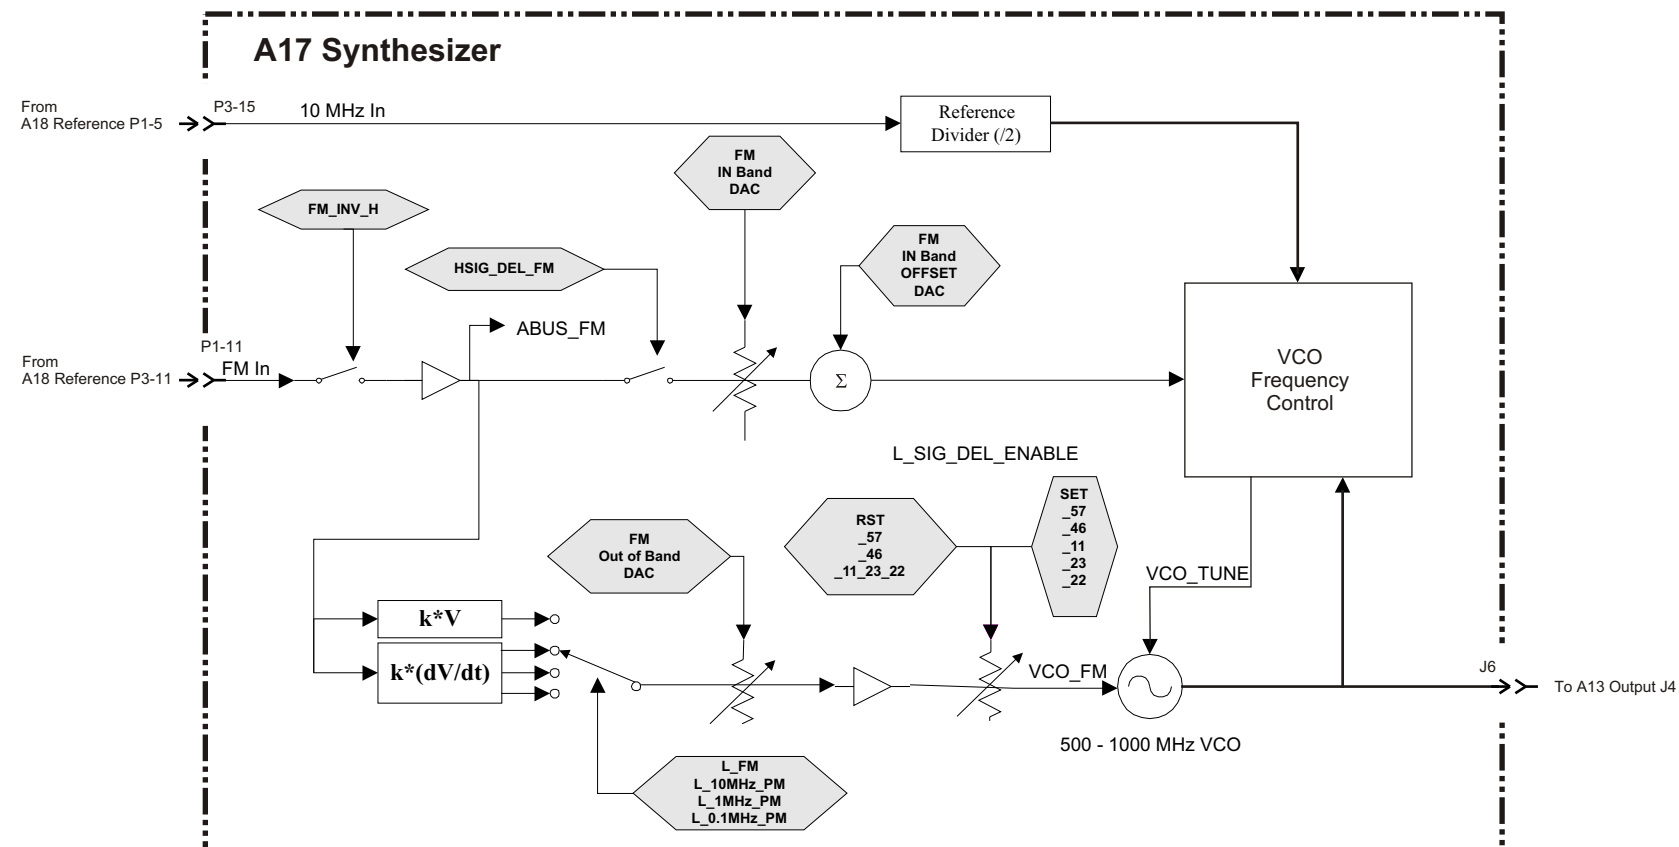 A17 Synthesizer
From
A18 Reference P1-5
P3-15
10 MHz In
Reference
Divider (/2)
FM
IN Band
DAC
FM_INV_H
HSIG_DEL_FM
FM
IN Band
OFFSET
DAC
ABUS_FM
P1-11
From
A18 Reference P3-11
FM In
Σ
VCO
Frequency
Control
L_SIG_DEL_ENABLE
FM
Out of Band
DAC
RST
_57
_46
_11_23_22
SET
_57
_46
_11
_23
_22
VCO_TUNE
k*V
k*(dV/dt)
VCO_FM
J6
To A13 Output J4
500 - 1000 MHz VCO
L_FM
L_10MHz_PM
L_1MHz_PM
L_0.1MHz_PM